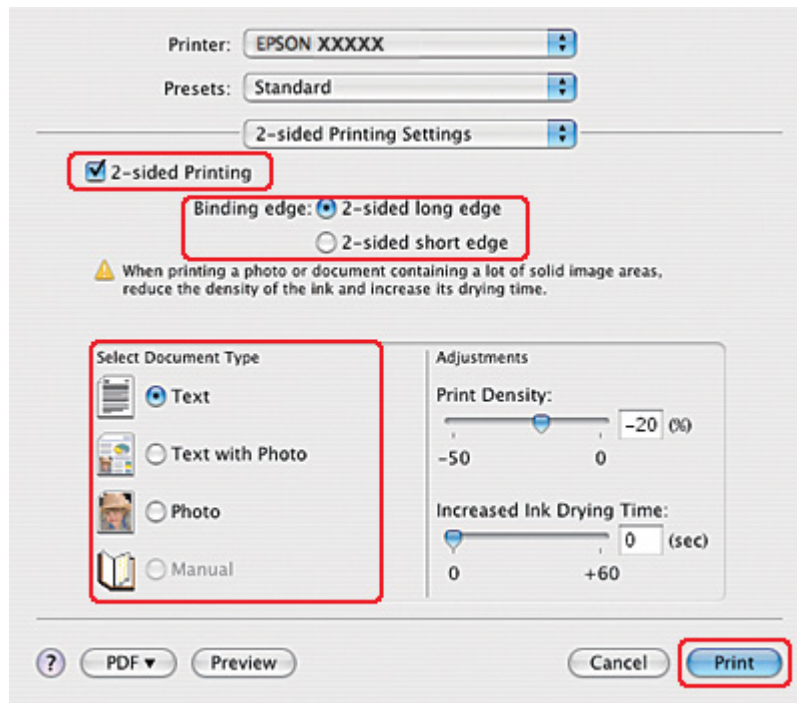 Printer: EPSON XXXXX
Presets: Standard
2-sided Printing Settings
2-sided Printing
Binding edge: 2-sided long edge
2-sided short edge
When printing a photo or document containing a lot of solid image areas,
reduce the density of the ink and increase its drying time.
Select Document Type
Text
Text with Photo
Photo
Manual
Adjustments
Print Density:
-20 (%)
-50 0
Increased Ink Drying Time:
0 (sec)
0 +60
? PDF ▼ Preview Cancel Print